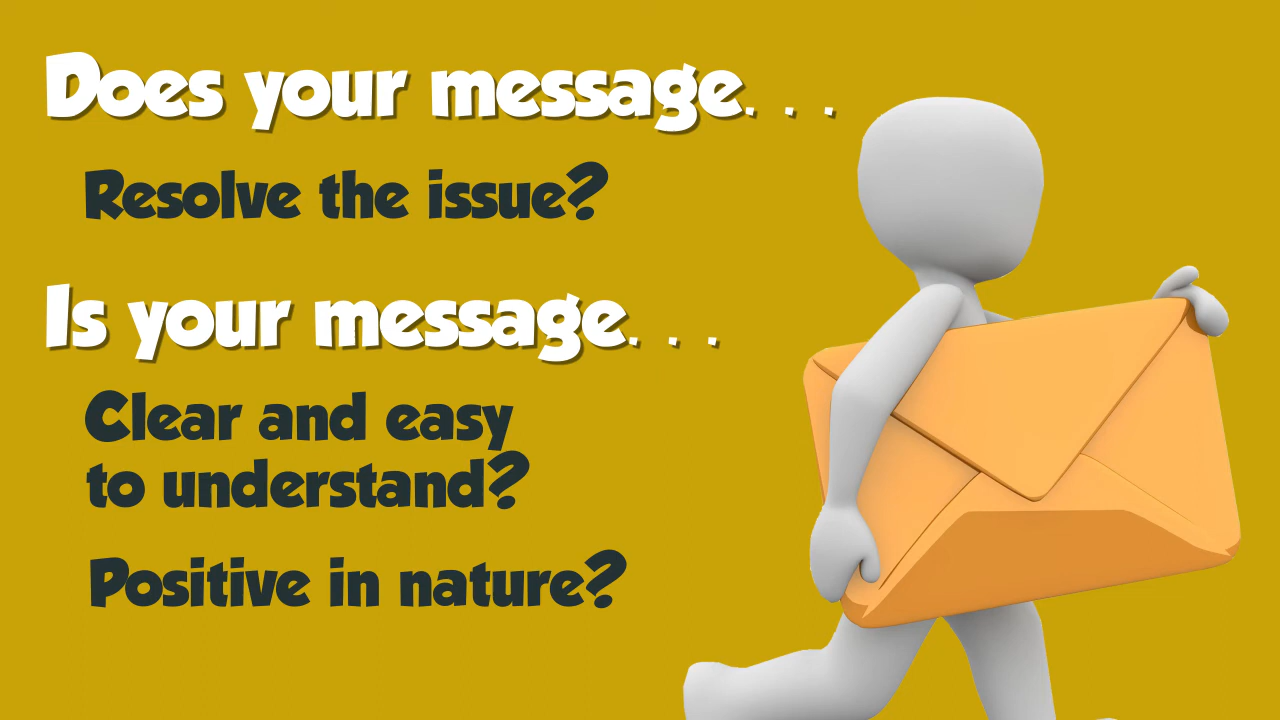 Does your message. . .
Resolve the issue?
Is your message. . .
Clear and easy
to understand?
Positive in nature?